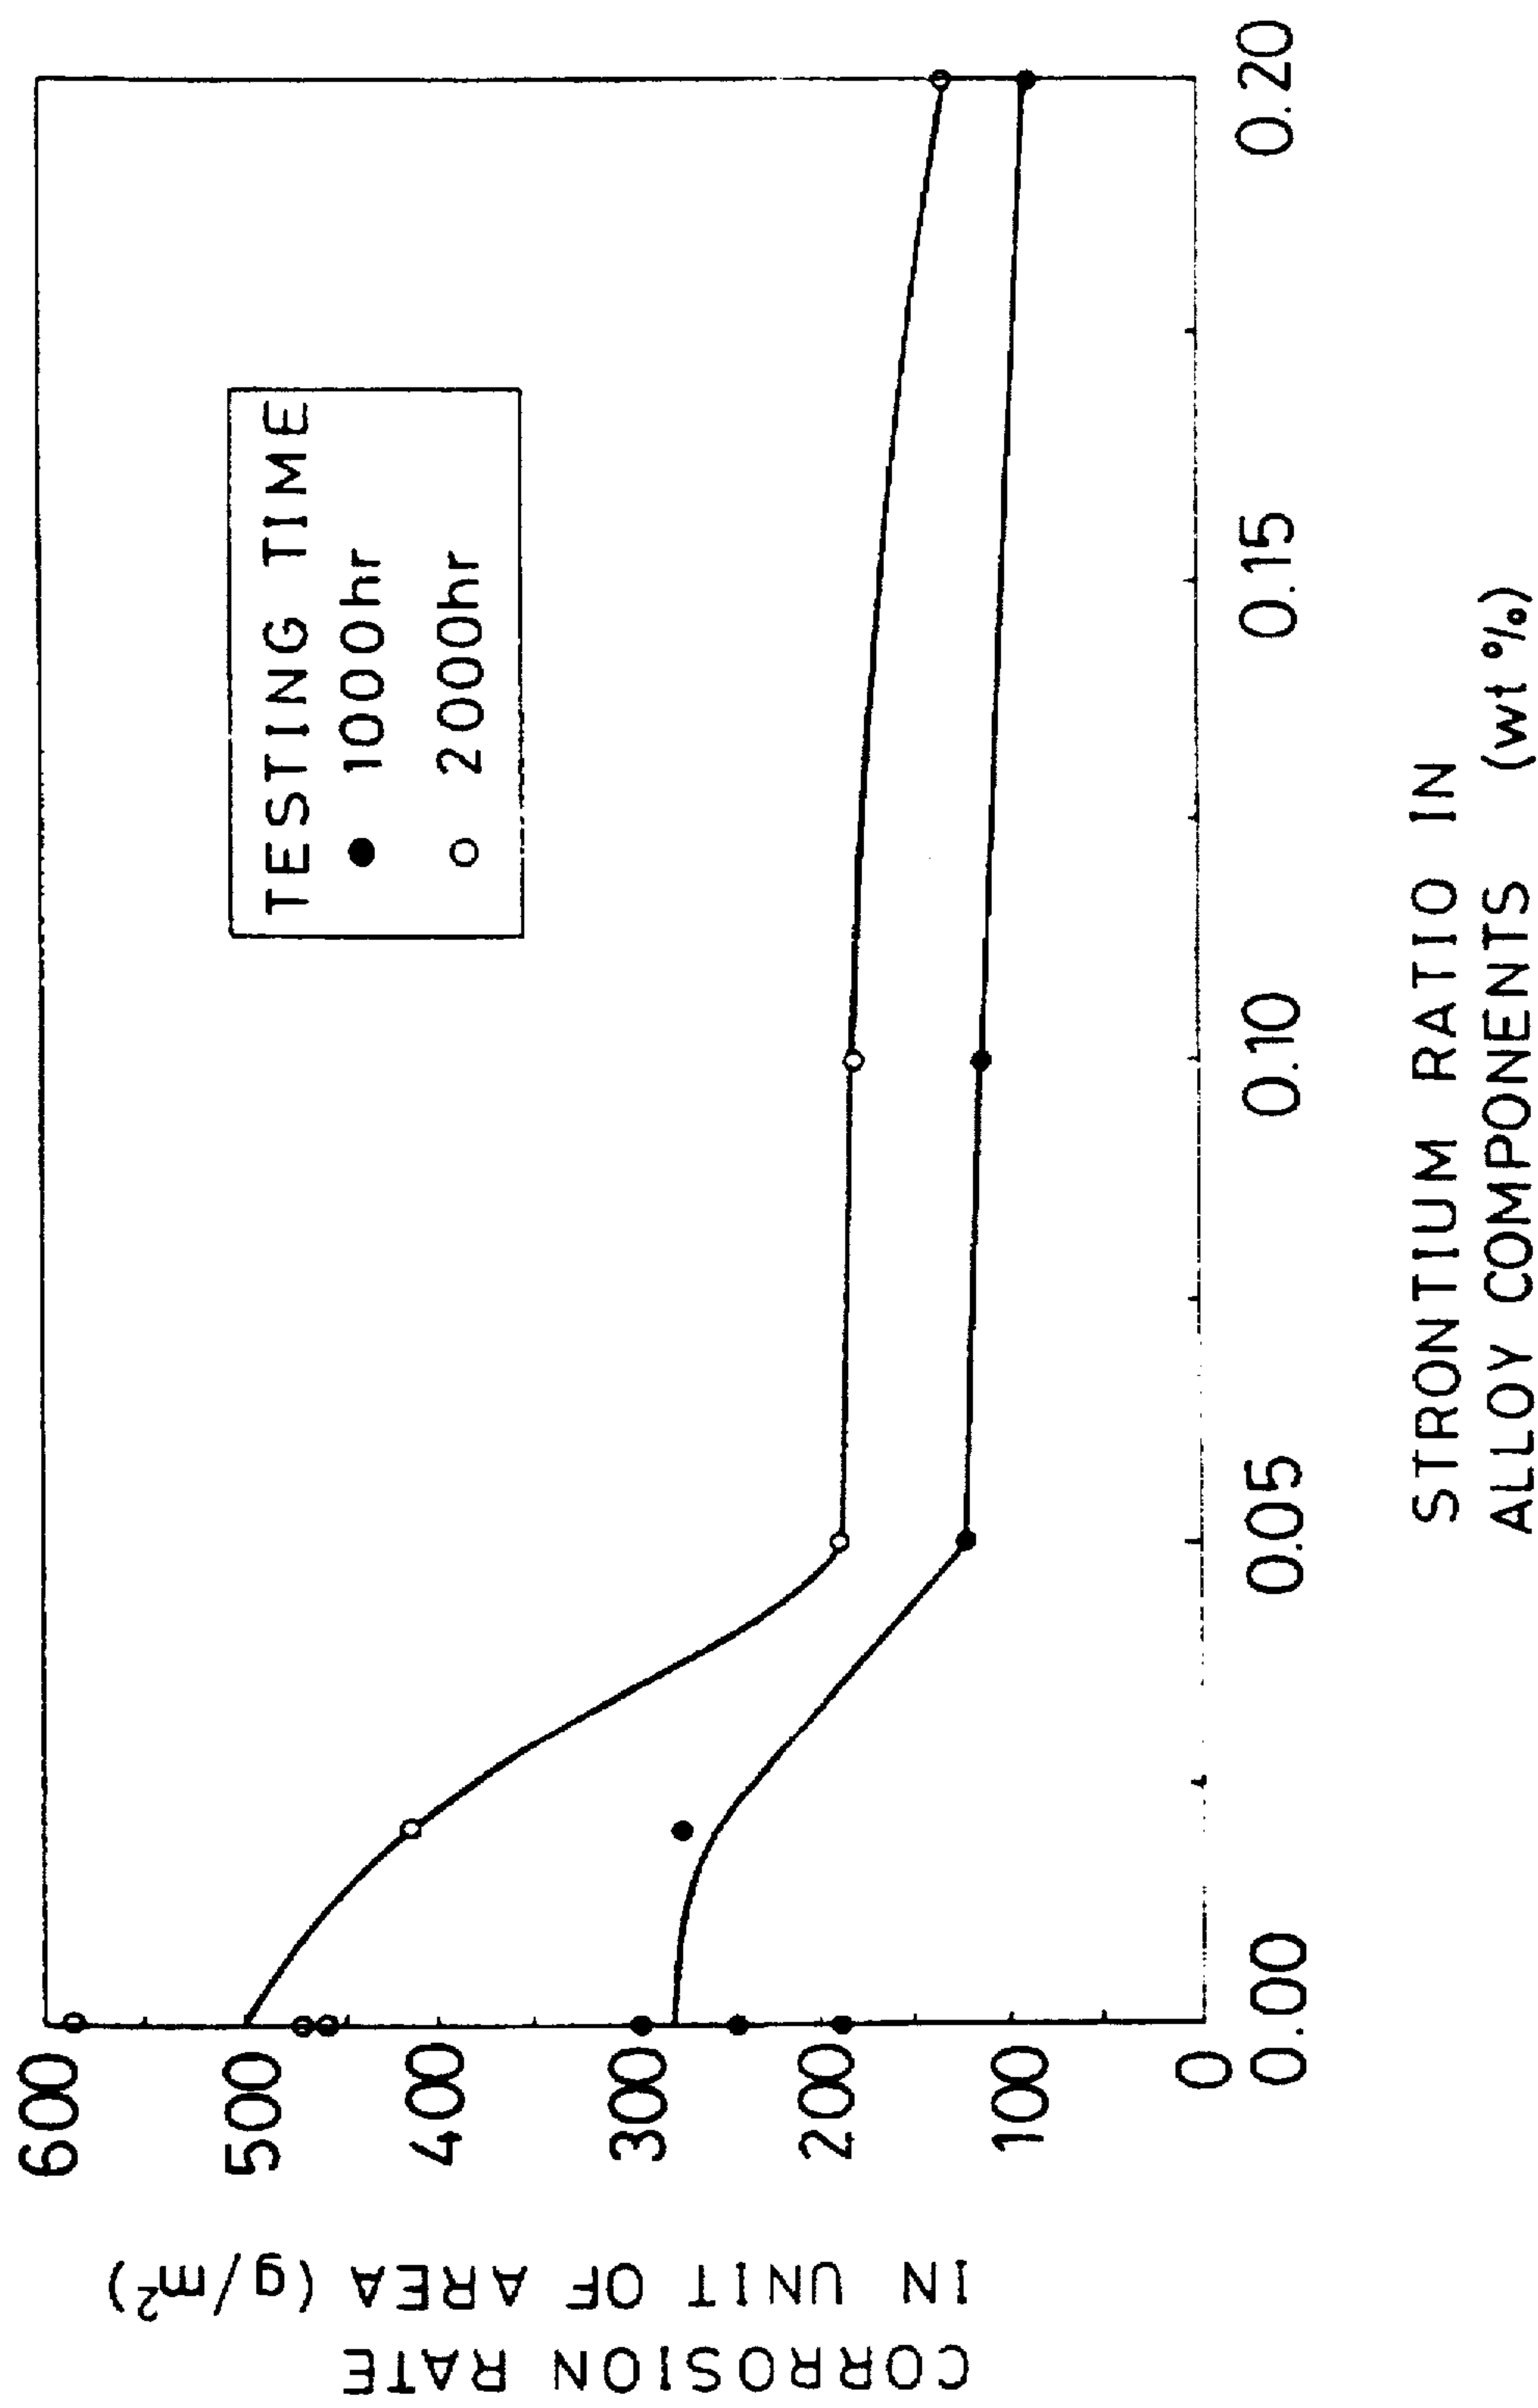 CORROSION RATE
IN UNIT OF AREA (g/m²)
600
500
400
300
200
100
0
TESTING TIME
● 1000hr
○ 2000hr
0.00
0.05
0.10
0.15
0.20
STRONTIUM RATIO IN
ALLOY COMPONENTS (wt %)